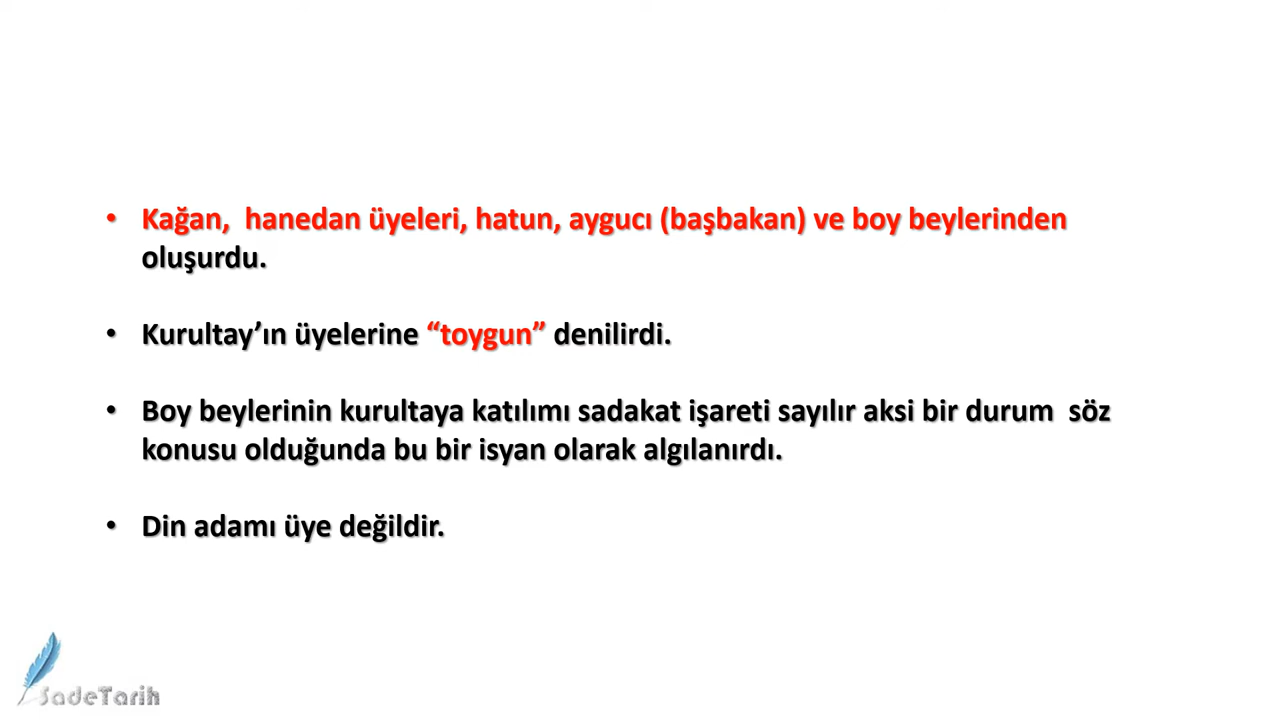 • Kağan,  hanedan üyeleri, hatun, aygucı (başbakan) ve boy beylerinden
oluşurdu.
• Kurultay’ın üyelerine “toygun” denilirdi.
• Boy beylerinin kurultaya katılımı sadakat işareti sayılır aksi bir durum  söz
konusu olduğunda bu bir isyan olarak algılanırdı.
• Din adamı üye değildir.
SadeTarih